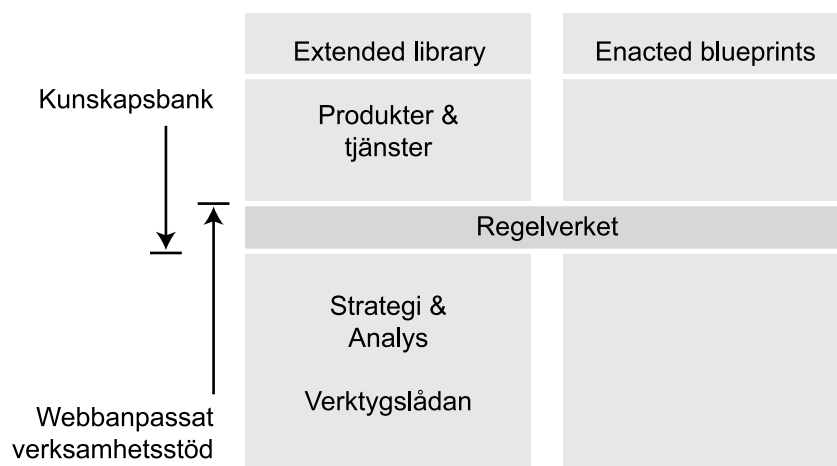 Extended library
Enacted blueprints
Kunskapsbank
Produkter &
tjänster
Regelverket
Strategi &
Analys
Verktygslådan
Webbanpassat
verksamhetsstöd